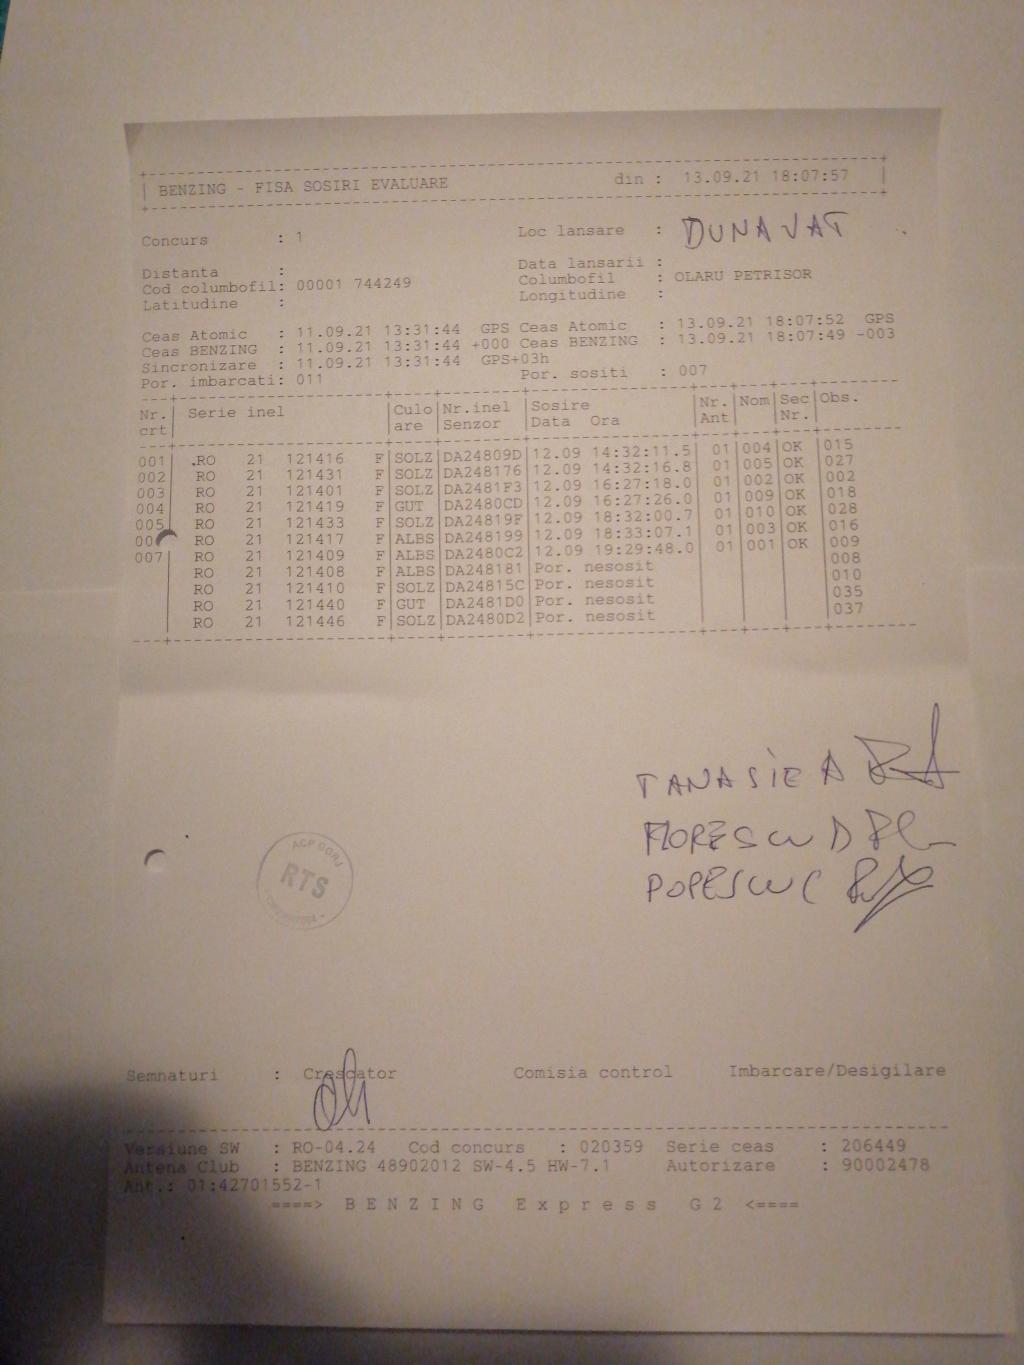 BENZING - FISA SOSIRI EVALUARE din : 13.09.21 18:07:57
Concurs : 1 Loc lansare : DUNAVAT
Distanta : Data lansarii :
Cod columbofil: 00001 744249 Columbofil : OLARU PETRISOR
Latitudine : Longitudine :
Ceas Atomic : 11.09.21 13:31:44 GPS Ceas Atomic : 13.09.21 18:07:52 GPS
Ceas BENZING : 11.09.21 13:31:44 +000 Ceas BENZING : 13.09.21 18:07:49 -003
Sincronizare : 11.09.21 13:31:44 GPS+03h
Por. imbarcati: 011 Por. sositi : 007
Nr. Serie inel Culo Nr.inel Sosire Nr. Nom Sec Obs.
crt are Senzor Data Ora Ant Nr.
001 RO 21 121416 F SOLZ DA24809D 12.09 14:32:11.5 01 004 OK 015
002 RO 21 121431 F SOLZ DA248176 12.09 14:32:16.8 01 005 OK 027
003 RO 21 121401 F SOLZ DA2481F3 12.09 16:27:18.0 01 002 OK 002
004 RO 21 121419 F GUT DA2480CD 12.09 16:27:26.0 01 009 OK 018
005 RO 21 121433 F SOLZ DA24819F 12.09 18:32:00.7 01 010 OK 028
00 RO 21 121417 F ALBS DA248199 12.09 18:33:07.1 01 003 OK 016
007 RO 21 121409 F ALBS DA2480C2 12.09 19:29:48.0 01 001 OK 009
RO 21 121408 F ALBS DA248181 Por. nesosit 008
RO 21 121410 F SOLZ DA24815C Por. nesosit 010
RO 21 121440 F GUT DA2481D0 Por. nesosit 035
RO 21 121446 F SOLZ DA2480D2 Por. nesosit 037
TANASIE A
FLORESCU D
POPESCU C
ACP GORJ
RTS
Semnaturi : Crescator Comisia control Imbarcare/Desigilare
Versiune SW : RO-04.24 Cod concurs : 020359 Serie ceas : 206449
Antena Club : BENZING 48902012 SW-4.5 HW-7.1 Autorizare : 90002478
Ant.: 01:42701552-1
====> BENZING Express G2 <====